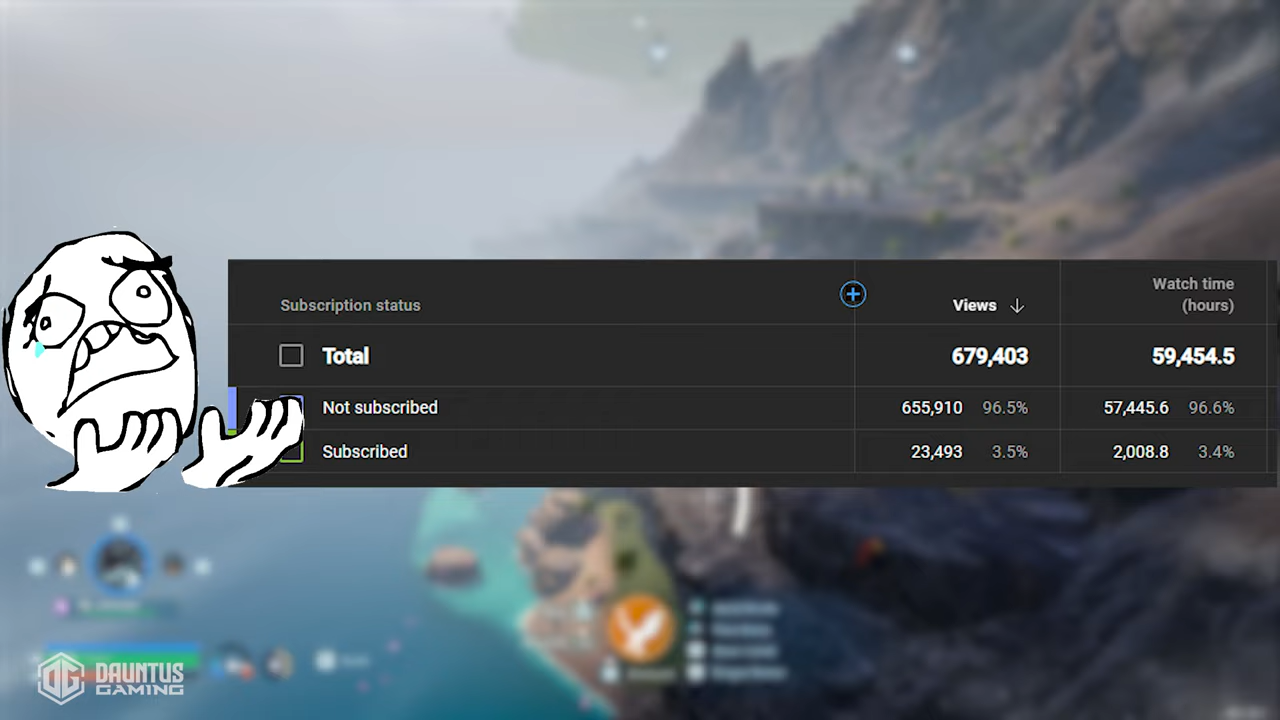 Subscription status
Views
Watch time
(hours)
Total 679,403 59,454.5
Not subscribed 655,910 96.5% 57,445.6 96.6%
Subscribed 23,493 3.5% 2,008.8 3.4%
DG DAUNTUS
GAMING